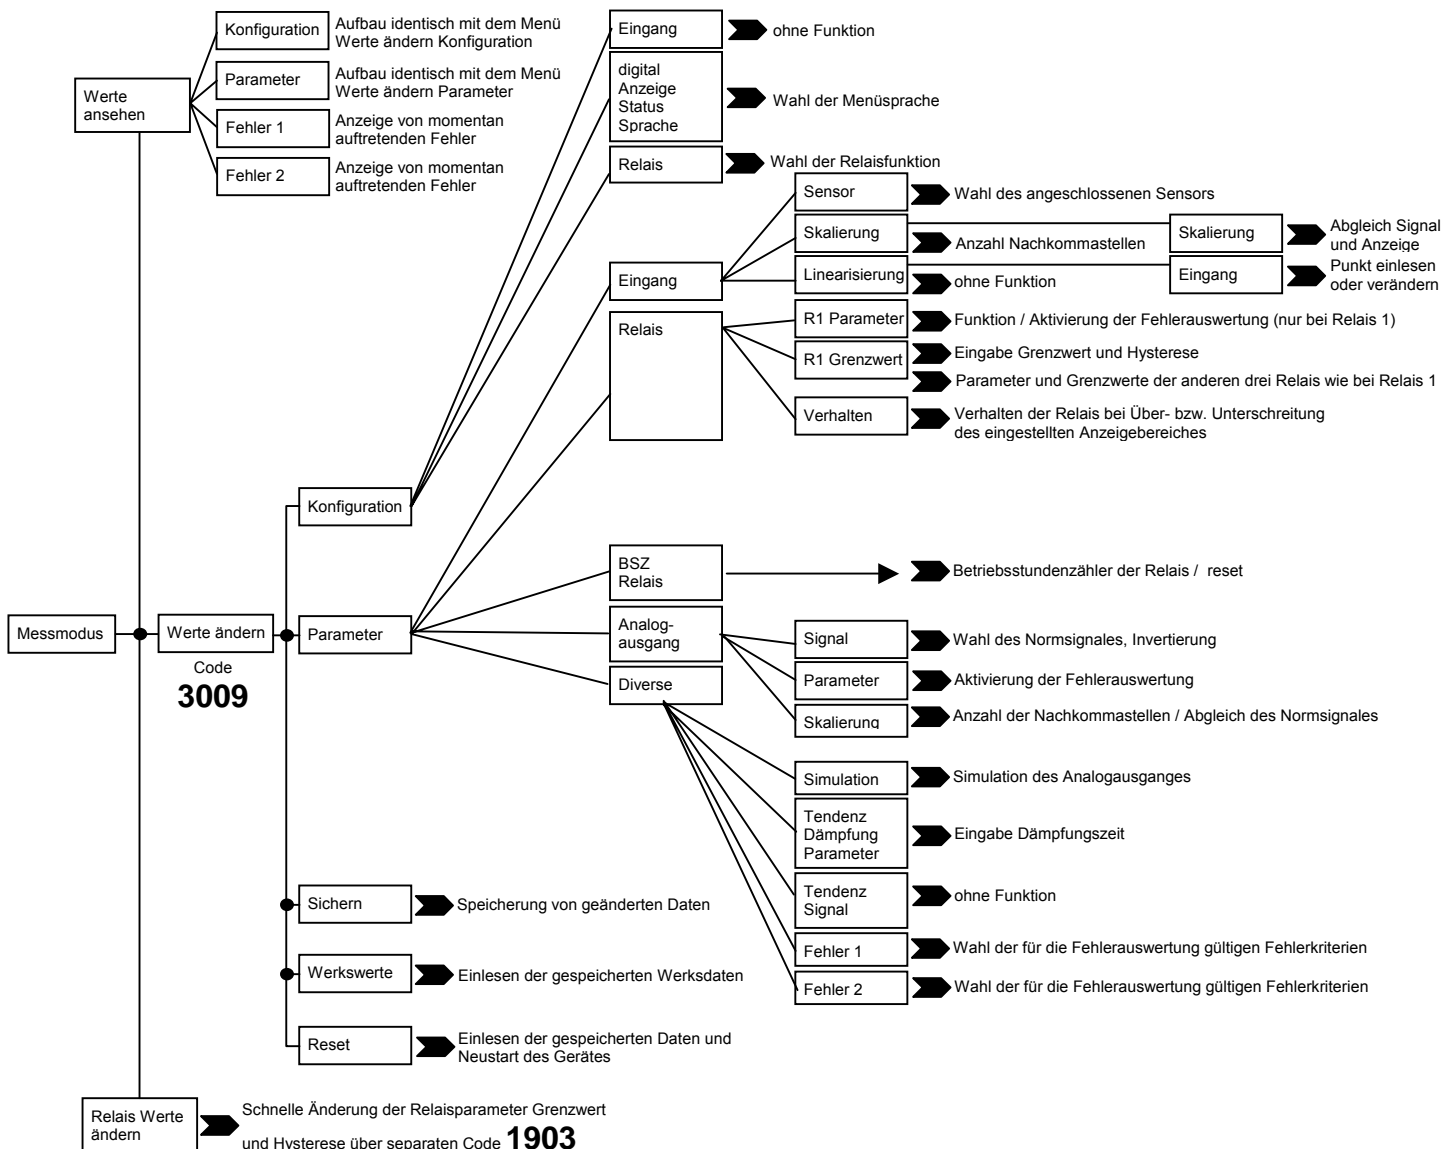 Konfiguration
Aufbau identisch mit dem Menü
Werte ändern Konfiguration
Parameter
Aufbau identisch mit dem Menü
Werte ändern Parameter
Werte
ansehen
Fehler 1
Anzeige von momentan
auftretenden Fehler
Fehler 2
Anzeige von momentan
auftretenden Fehler
Eingang
ohne Funktion
digital
Anzeige
Status
Sprache
Wahl der Menüsprache
Relais
Wahl der Relaisfunktion
Eingang
Sensor
Wahl des angeschlossenen Sensors
Skalierung
Anzahl Nachkommastellen
Skalierung
Abgleich Signal
und Anzeige
Linearisierung
ohne Funktion
Eingang
Punkt einlesen
oder verändern
Relais
R1 Parameter
Funktion / Aktivierung der Fehlerauswertung (nur bei Relais 1)
R1 Grenzwert
Eingabe Grenzwert und Hysterese
Parameter und Grenzwerte der anderen drei Relais wie bei Relais 1
Verhalten
Verhalten der Relais bei Über- bzw. Unterschreitung
des eingestellten Anzeigebereiches
Konfiguration
BSZ
Relais
Betriebsstundenzähler der Relais / reset
Messmodus
Werte ändern
Code
3009
Parameter
Analog-
ausgang
Signal
Wahl des Normsignales, Invertierung
Parameter
Aktivierung der Fehlerauswertung
Skalierung
Anzahl der Nachkommastellen / Abgleich des Normsignales
Diverse
Simulation
Simulation des Analogausganges
Tendenz
Dämpfung
Parameter
Eingabe Dämpfungszeit
Tendenz
Signal
ohne Funktion
Fehler 1
Wahl der für die Fehlerauswertung gültigen Fehlerkriterien
Fehler 2
Wahl der für die Fehlerauswertung gültigen Fehlerkriterien
Sichern
Speicherung von geänderten Daten
Werkswerte
Einlesen der gespeicherten Werksdaten
Reset
Einlesen der gespeicherten Daten und
Neustart des Gerätes
Relais Werte
ändern
Schnelle Änderung der Relaisparameter Grenzwert
und Hysterese über separaten Code 1903